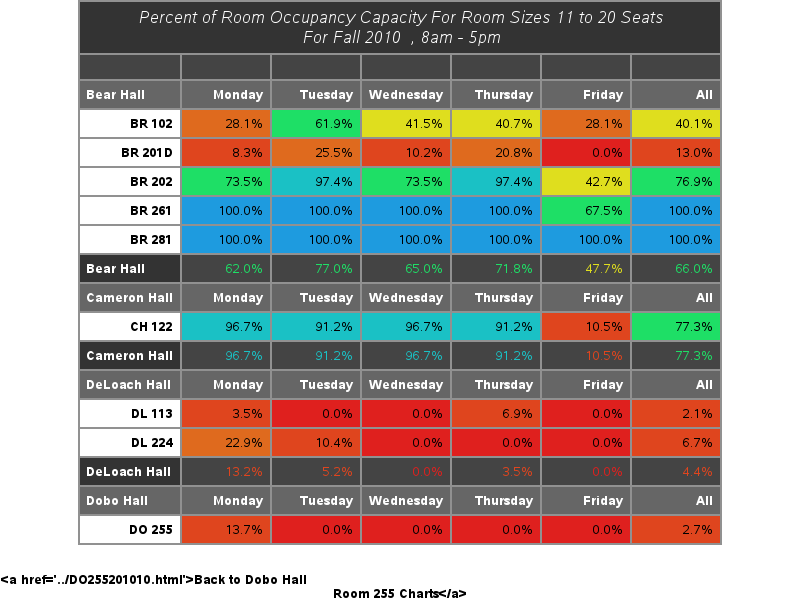 Percent of Room Occupancy Capacity For Room Sizes 11 to 20 Seats
For Fall 2010 , 8am - 5pm
Bear Hall Monday Tuesday Wednesday Thursday Friday All
BR 102 28.1% 61.9% 41.5% 40.7% 28.1% 40.1%
BR 201D 8.3% 25.5% 10.2% 20.8% 0.0% 13.0%
BR 202 73.5% 97.4% 73.5% 97.4% 42.7% 76.9%
BR 261 100.0% 100.0% 100.0% 100.0% 67.5% 100.0%
BR 281 100.0% 100.0% 100.0% 100.0% 100.0% 100.0%
Bear Hall 62.0% 77.0% 65.0% 71.8% 47.7% 66.0%
Cameron Hall Monday Tuesday Wednesday Thursday Friday All
CH 122 96.7% 91.2% 96.7% 91.2% 10.5% 77.3%
Cameron Hall 96.7% 91.2% 96.7% 91.2% 10.5% 77.3%
DeLoach Hall Monday Tuesday Wednesday Thursday Friday All
DL 113 3.5% 0.0% 0.0% 6.9% 0.0% 2.1%
DL 224 22.9% 10.4% 0.0% 0.0% 0.0% 6.7%
DeLoach Hall 13.2% 5.2% 0.0% 3.5% 0.0% 4.4%
Dobo Hall Monday Tuesday Wednesday Thursday Friday All
DO 255 13.7% 0.0% 0.0% 0.0% 0.0% 2.7%
<a href='../DO255201010.html'>Back to Dobo Hall
Room 255 Charts</a>